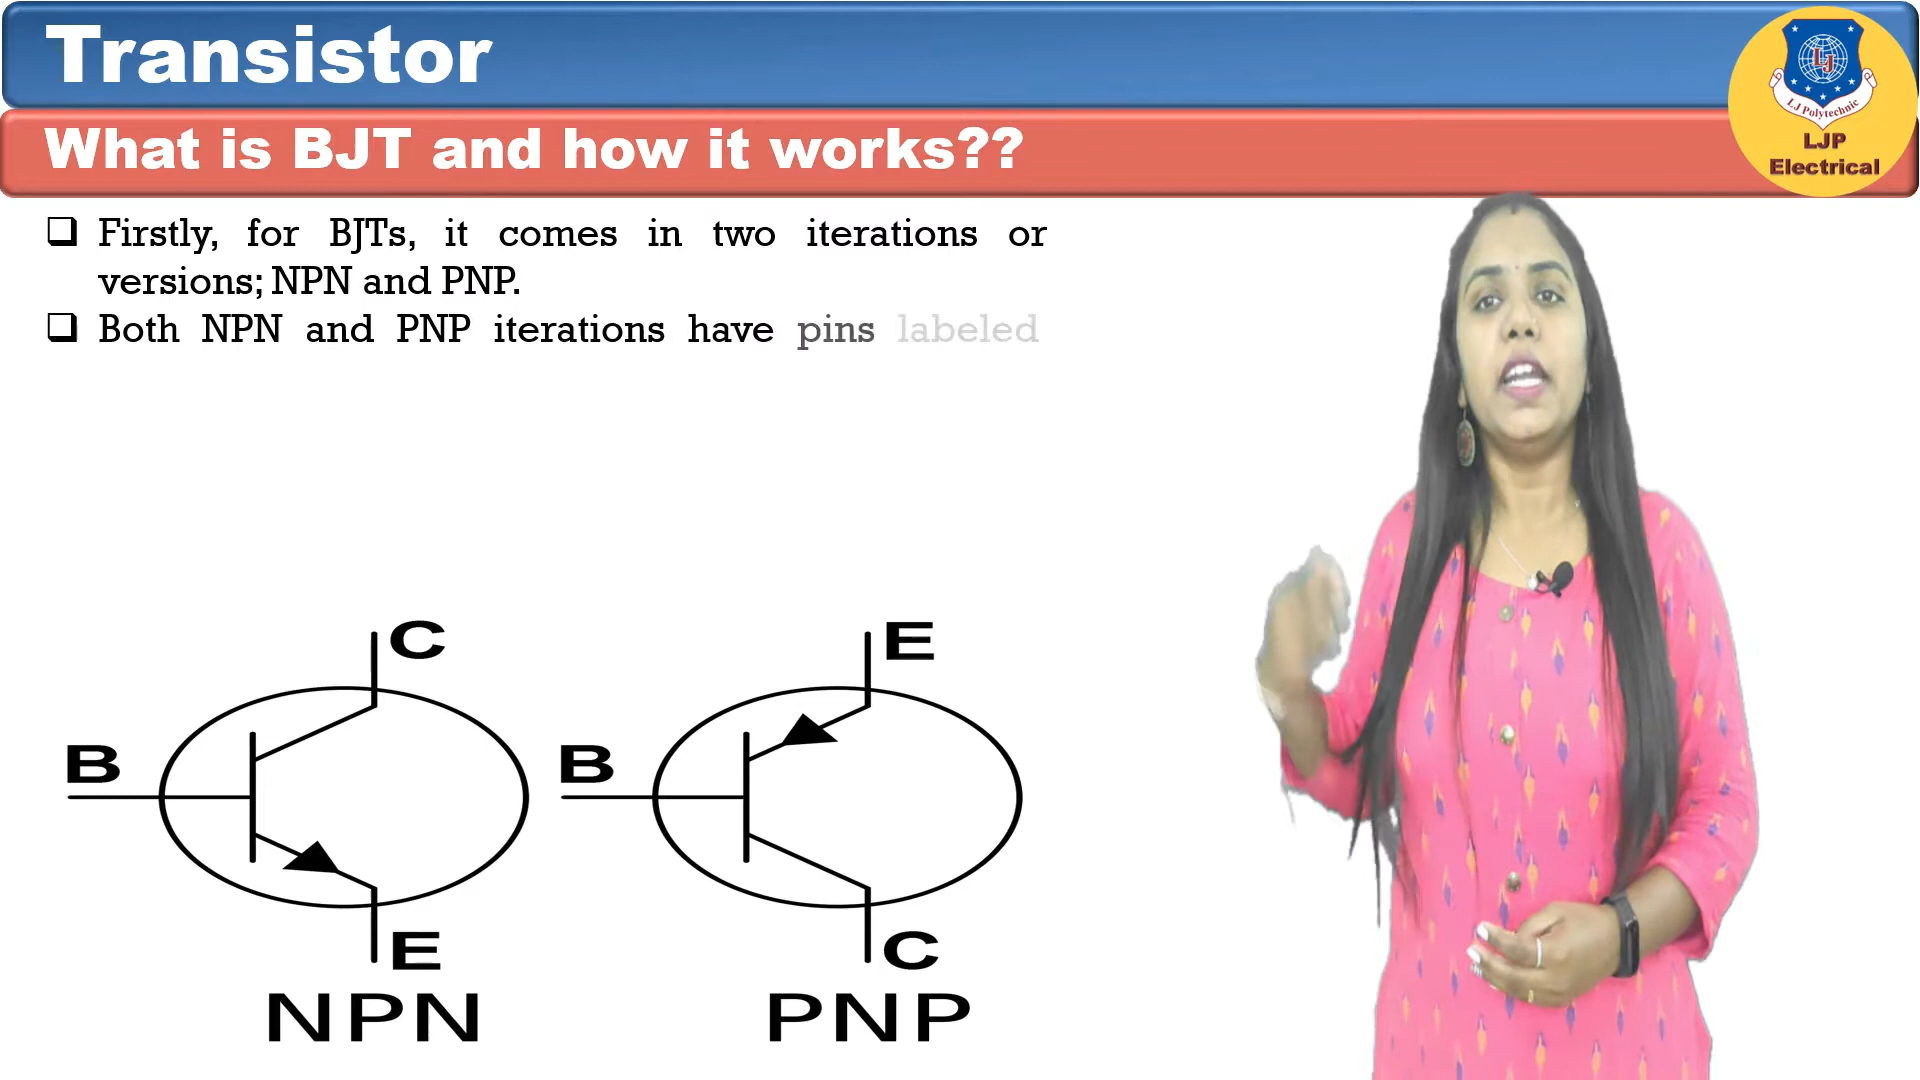 Transistor
What is BJT and how it works??
LJ
LJ Polytechnic
LJP
Electrical
Firstly, for BJTs, it comes in two iterations or
versions; NPN and PNP.
Both NPN and PNP iterations have pins labeled
C
B
E
NPN
E
B
C
PNP